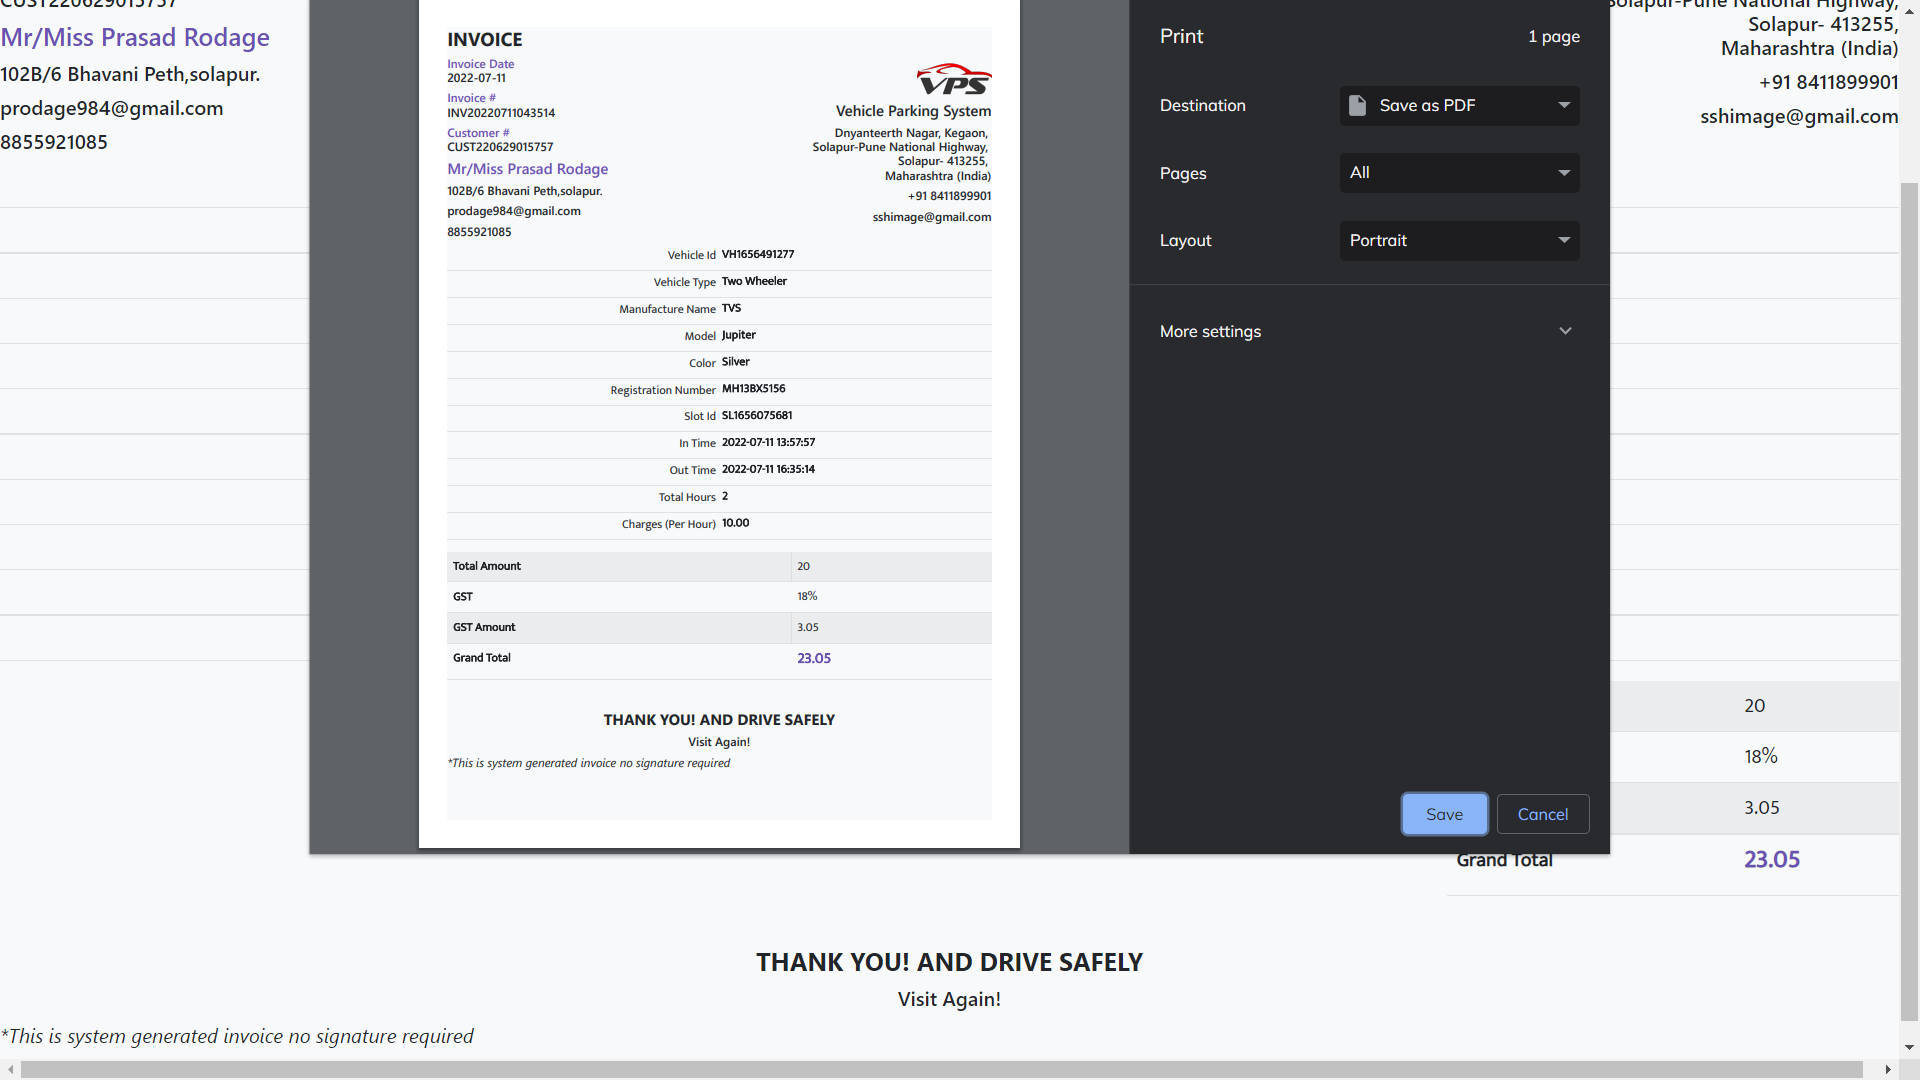 CUST220629015757
Mr/Miss Prasad Rodage
102B/6 Bhavani Peth,solapur.
prodage984@gmail.com
8855921085
INVOICE
Invoice Date
2022-07-11
Invoice #
INV20220711043514
Customer #
CUST220629015757
Mr/Miss Prasad Rodage
102B/6 Bhavani Peth,solapur.
prodage984@gmail.com
8855921085
VPS
Vehicle Parking System
Dnyanteerth Nagar, Kegaon,
Solapur-Pune National Highway,
Solapur- 413255,
Maharashtra (India)
+91 8411899901
sshimage@gmail.com
Vehicle Id VH1656491277
Vehicle Type Two Wheeler
Manufacture Name TVS
Model Jupiter
Color Silver
Registration Number MH13BX5156
Slot Id SL1656075681
In Time 2022-07-11 13:57:57
Out Time 2022-07-11 16:35:14
Total Hours 2
Charges (Per Hour) 10.00
Total Amount 20
GST 18%
GST Amount 3.05
Grand Total 23.05
THANK YOU! AND DRIVE SAFELY
Visit Again!
*This is system generated invoice no signature required
Print 1 page
Destination Save as PDF
Pages All
Layout Portrait
More settings
Save Cancel
Solapur-Pune National Highway,
Solapur- 413255,
Maharashtra (India)
+91 8411899901
sshimage@gmail.com
20
18%
3.05
Grand Total 23.05
THANK YOU! AND DRIVE SAFELY
Visit Again!
*This is system generated invoice no signature required